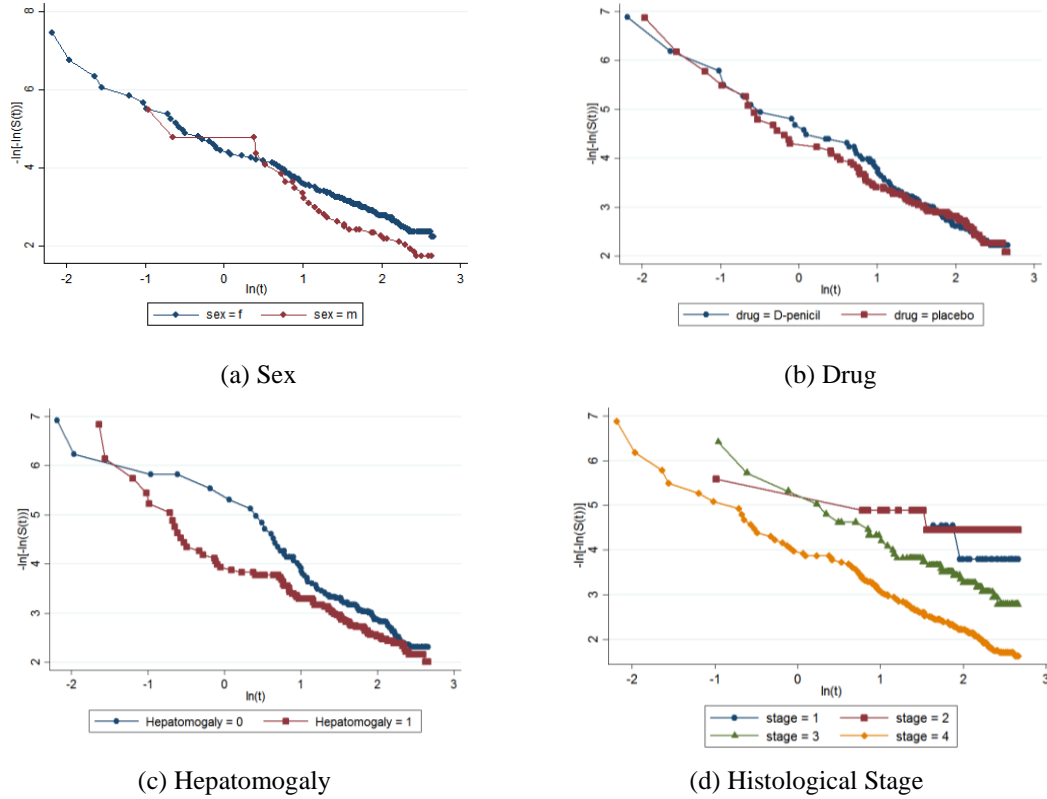 8
6
4
2
-ln[-ln(S(t))]
-2 -1 0 1 2 3
ln(t)
sex = f sex = m
(a) Sex
7
6
5
4
3
2
-ln[-ln(S(t))]
-2 -1 0 1 2 3
ln(t)
drug = D-penicil drug = placebo
(b) Drug
7
6
5
4
3
2
-ln[-ln(S(t))]
-2 -1 0 1 2 3
ln(t)
Hepatomogaly = 0 Hepatomogaly = 1
(c) Hepatomogaly
7
6
5
4
3
2
-ln[-ln(S(t))]
-2 -1 0 1 2 3
ln(t)
stage = 1 stage = 2
stage = 3 stage = 4
(d) Histological Stage